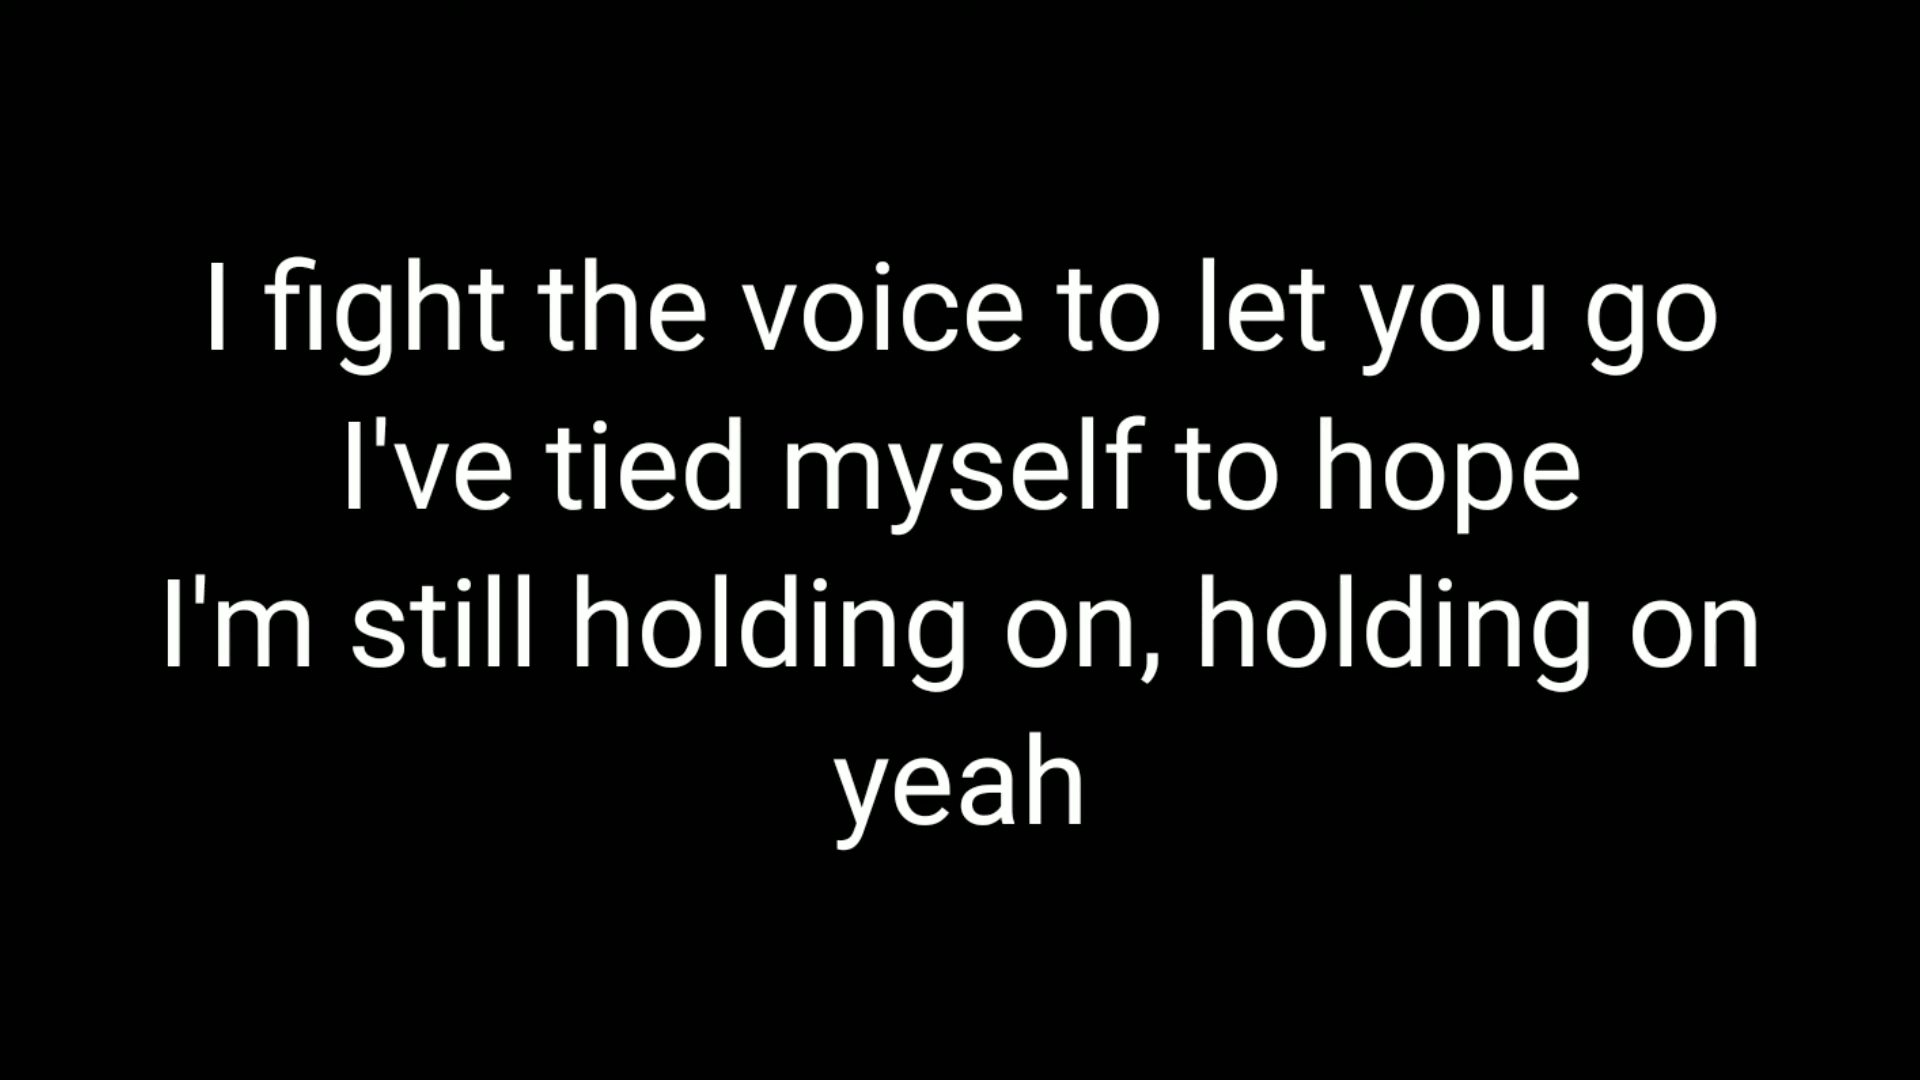 I fight the voice to let you go
I've tied myself to hope
I'm still holding on, holding on
yeah